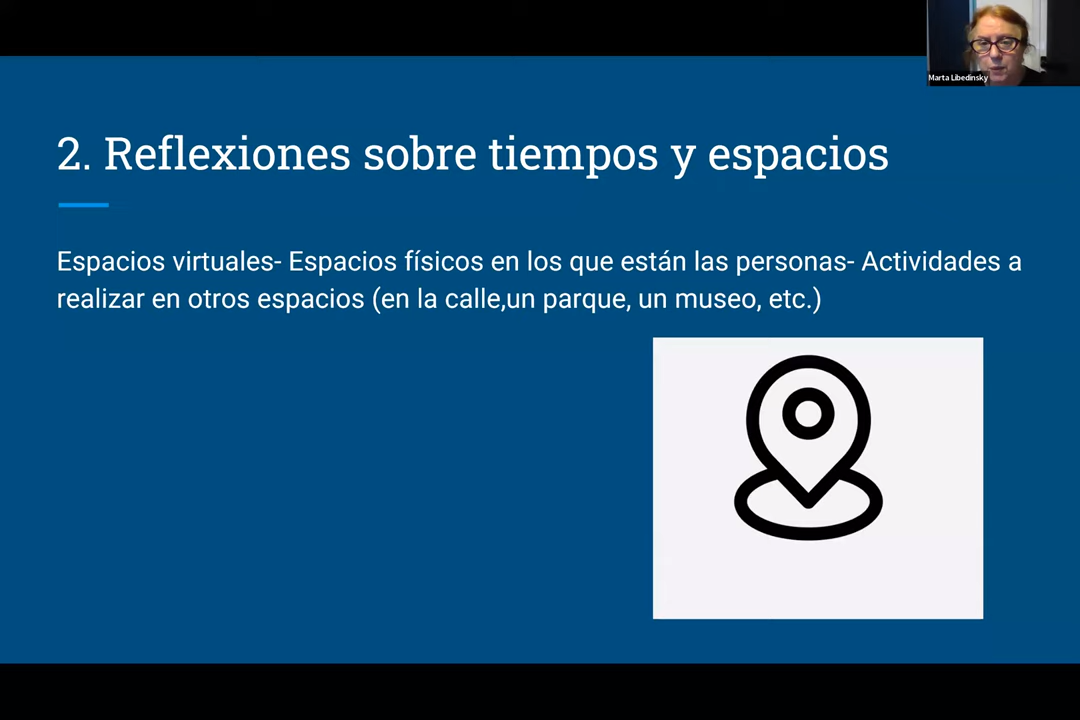 Marta Libedinsky
2. Reflexiones sobre tiempos y espacios
Espacios virtuales- Espacios físicos en los que están las personas- Actividades a
realizar en otros espacios (en la calle,un parque, un museo, etc.)